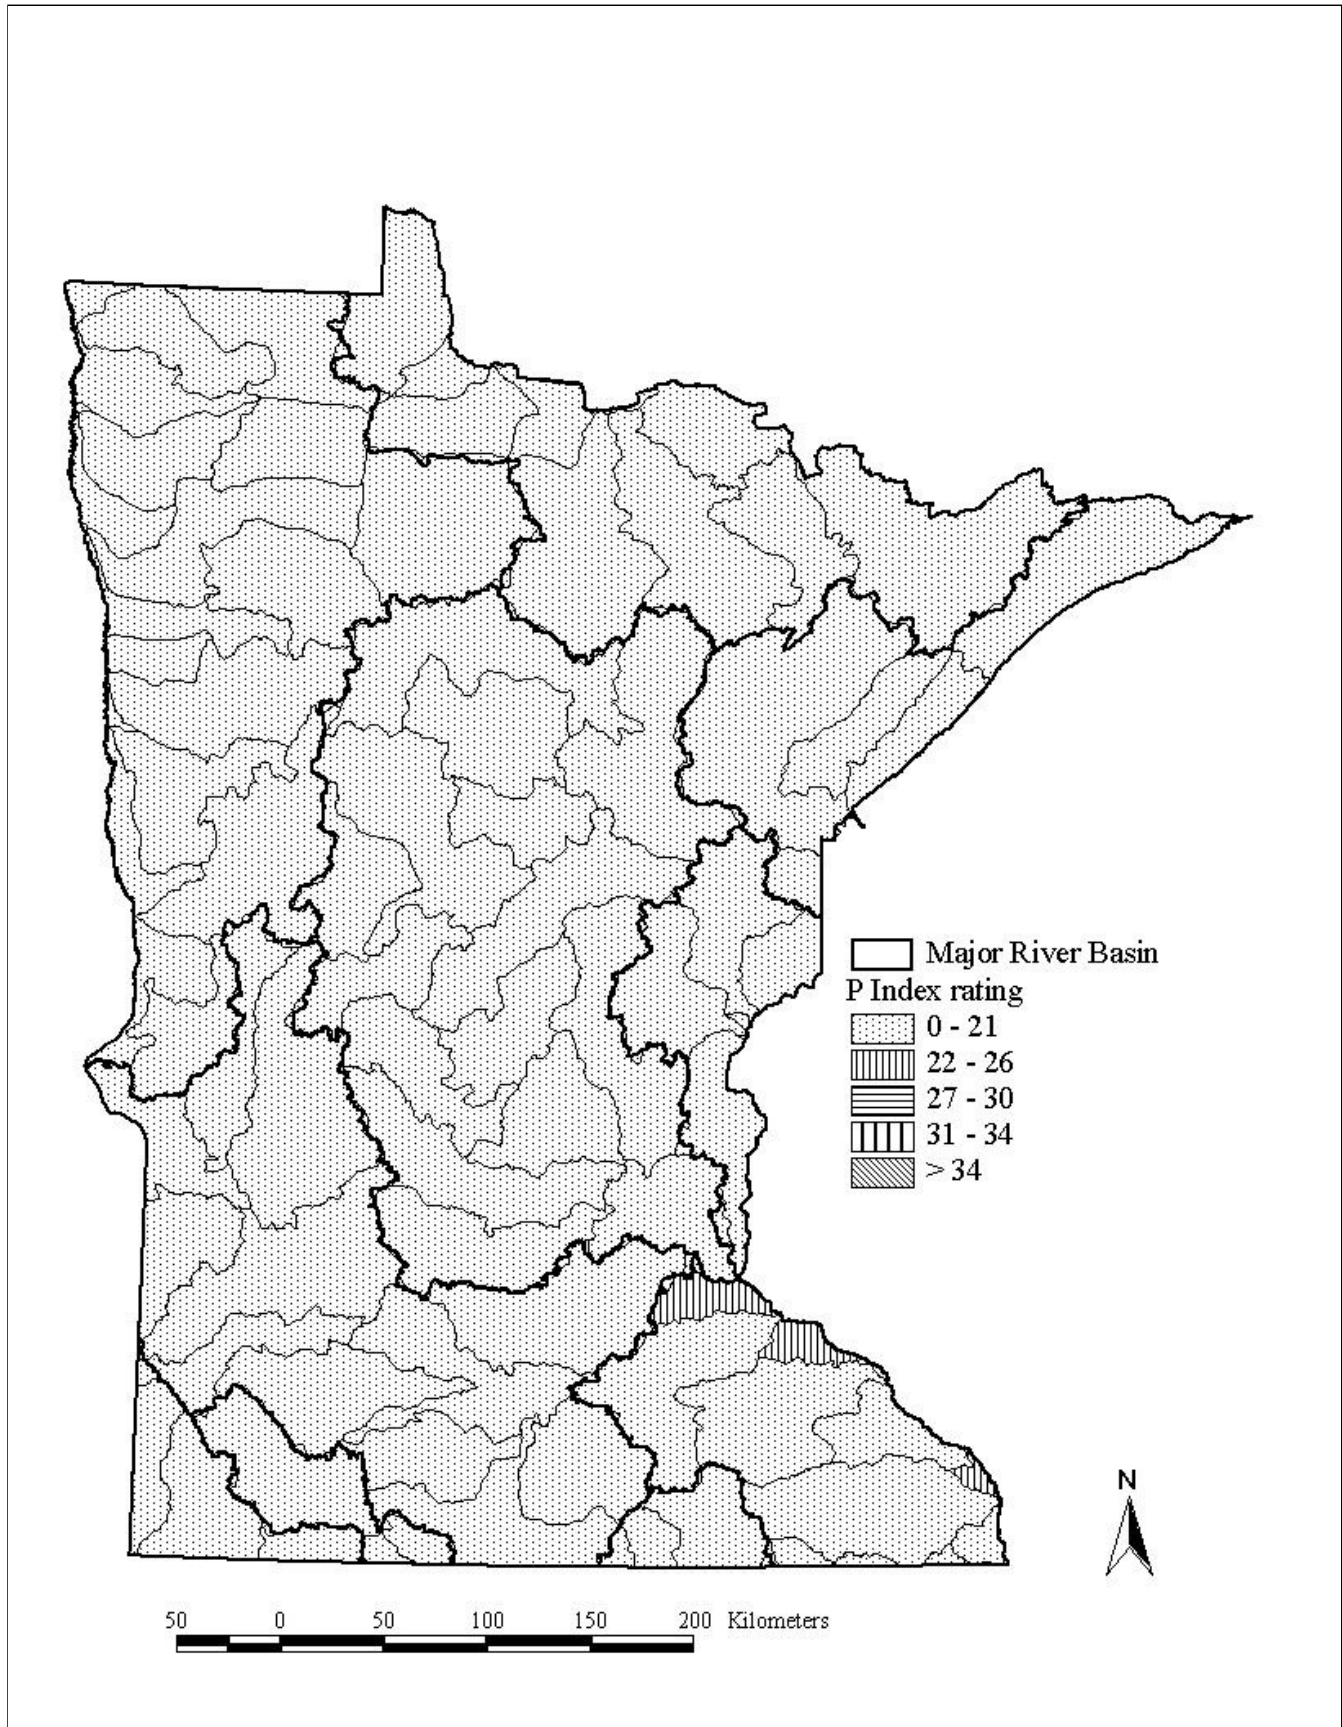 Major River Basin
P Index rating
0 - 21
22 - 26
27 - 30
31 - 34
> 34
N
50 0 50 100 150 200 Kilometers